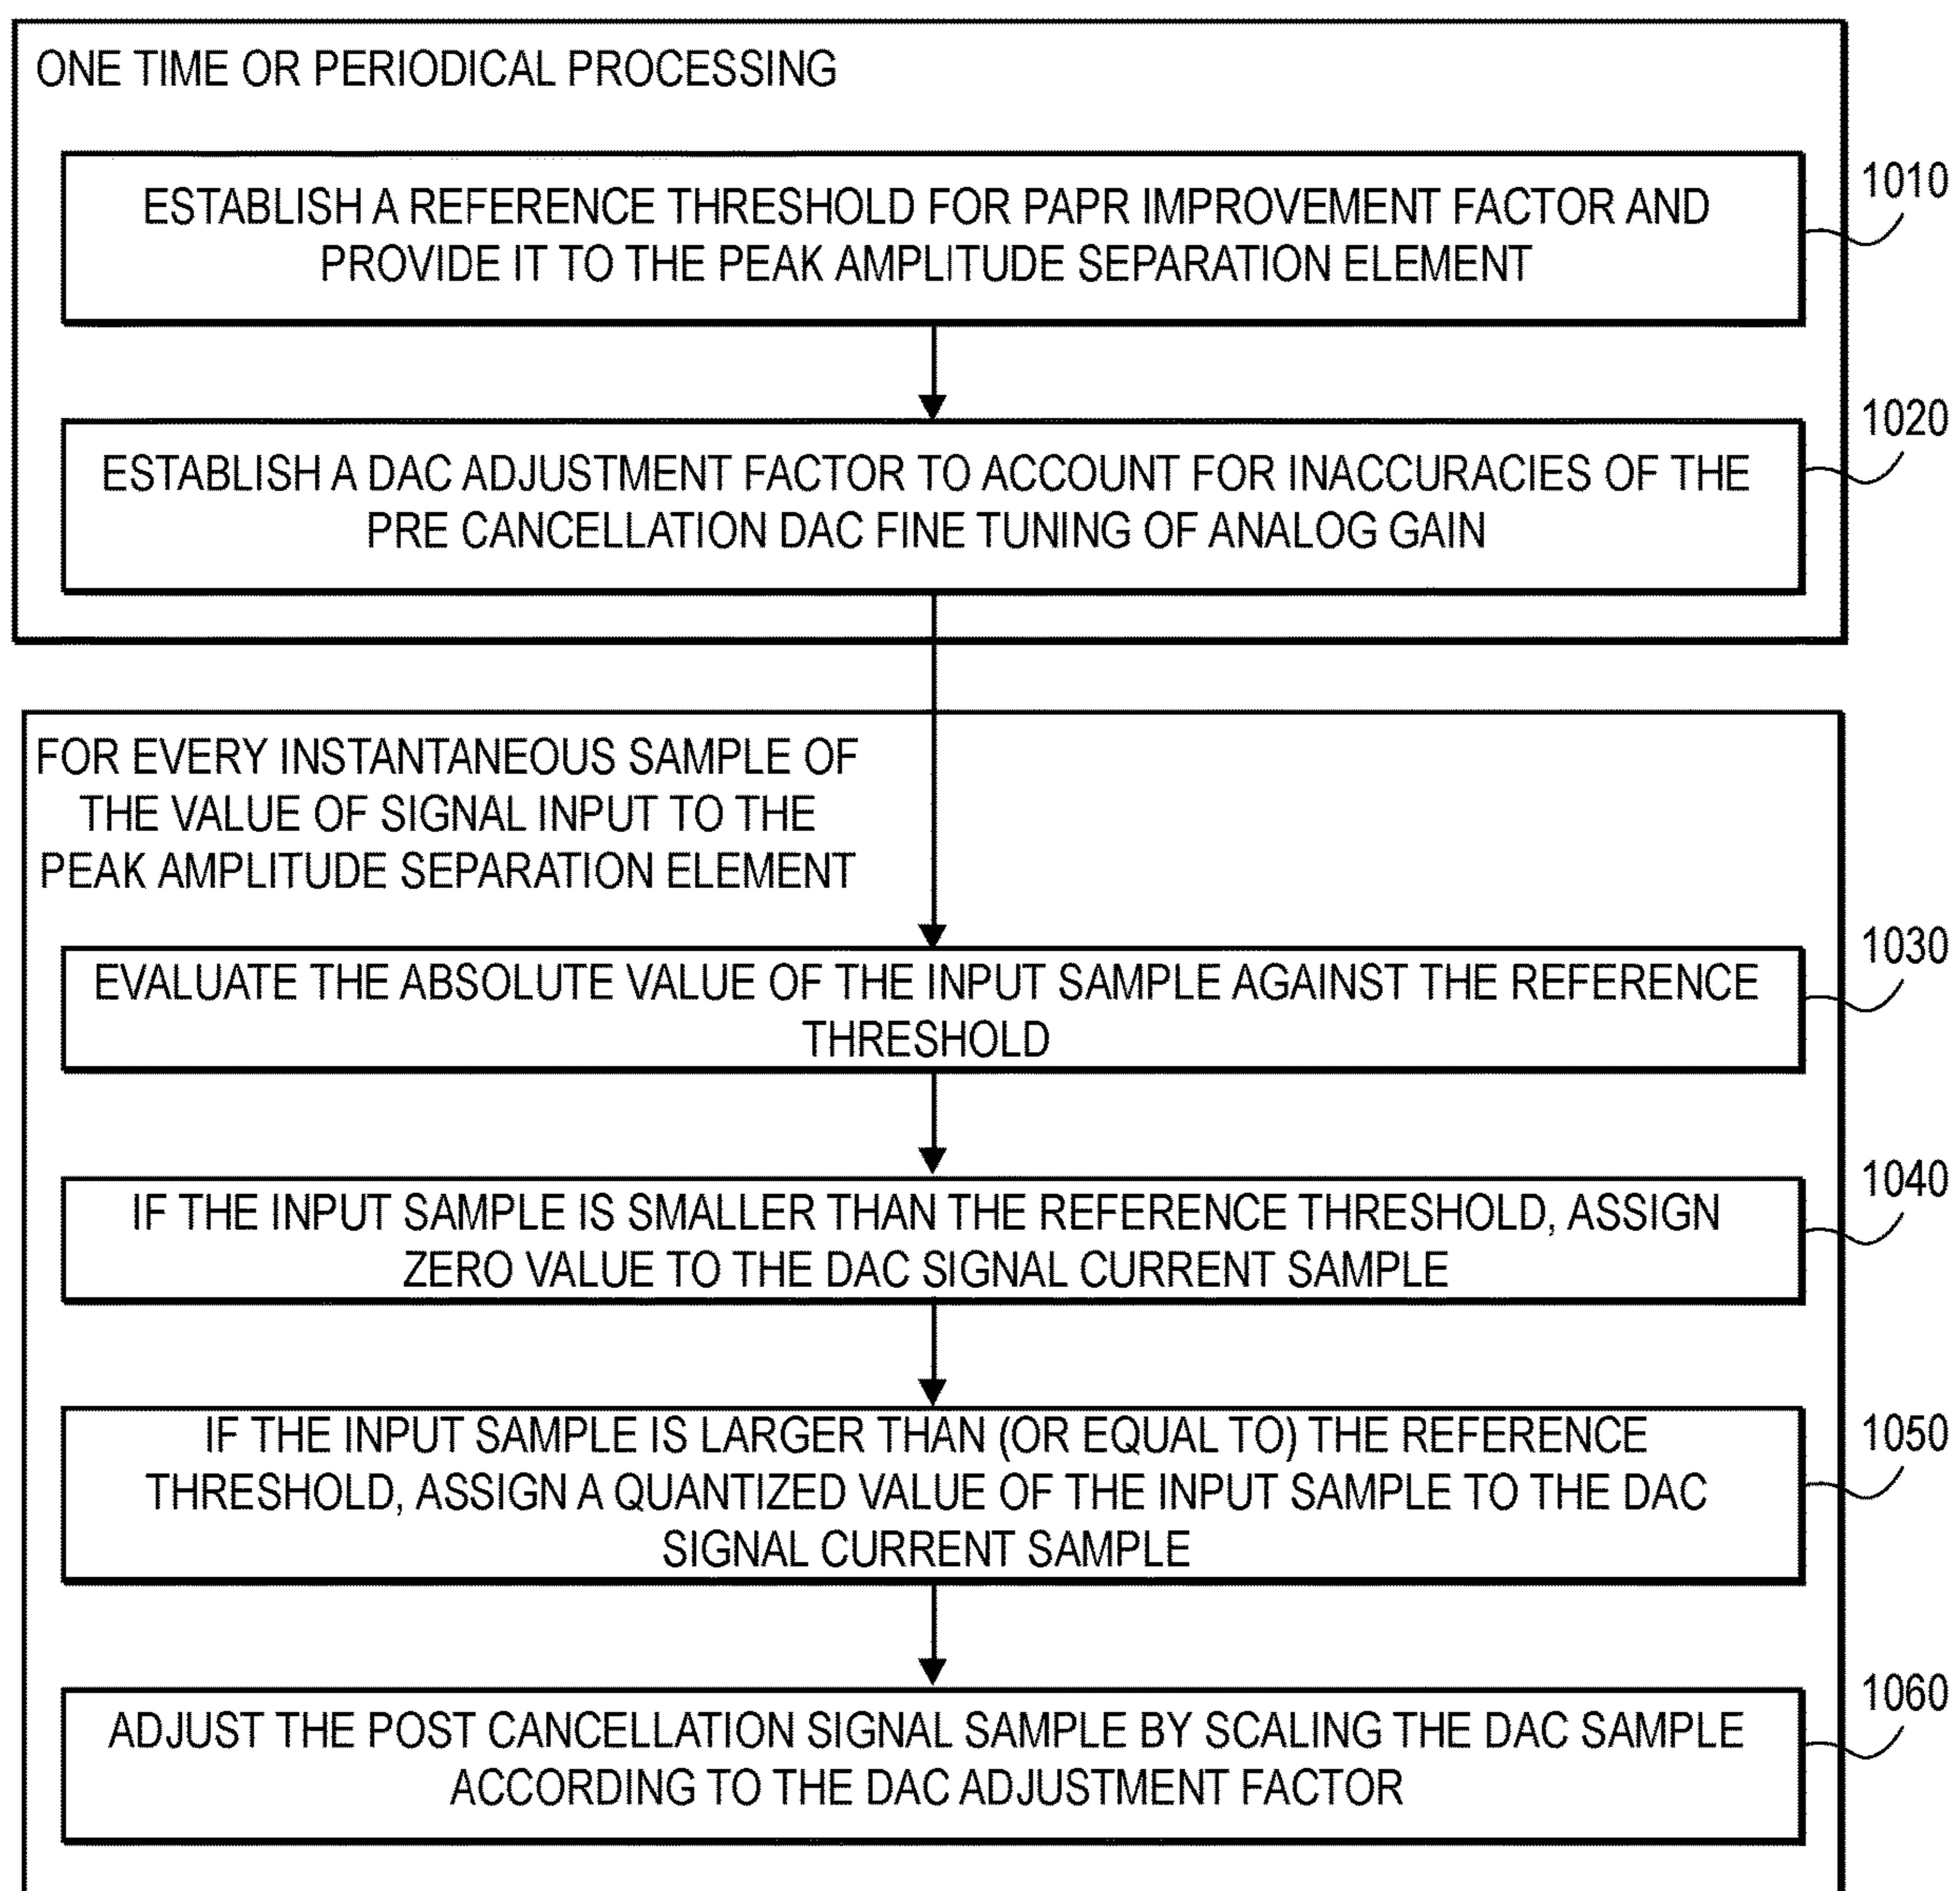 ONE TIME OR PERIODICAL PROCESSING
1010
ESTABLISH A REFERENCE THRESHOLD FOR PAPR IMPROVEMENT FACTOR AND
PROVIDE IT TO THE PEAK AMPLITUDE SEPARATION ELEMENT
1020
ESTABLISH A DAC ADJUSTMENT FACTOR TO ACCOUNT FOR INACCURACIES OF THE
PRE CANCELLATION DAC FINE TUNING OF ANALOG GAIN
FOR EVERY INSTANTANEOUS SAMPLE OF
THE VALUE OF SIGNAL INPUT TO THE
PEAK AMPLITUDE SEPARATION ELEMENT
1030
EVALUATE THE ABSOLUTE VALUE OF THE INPUT SAMPLE AGAINST THE REFERENCE
THRESHOLD
1040
IF THE INPUT SAMPLE IS SMALLER THAN THE REFERENCE THRESHOLD, ASSIGN
ZERO VALUE TO THE DAC SIGNAL CURRENT SAMPLE
1050
IF THE INPUT SAMPLE IS LARGER THAN (OR EQUAL TO) THE REFERENCE
THRESHOLD, ASSIGN A QUANTIZED VALUE OF THE INPUT SAMPLE TO THE DAC
SIGNAL CURRENT SAMPLE
1060
ADJUST THE POST CANCELLATION SIGNAL SAMPLE BY SCALING THE DAC SAMPLE
ACCORDING TO THE DAC ADJUSTMENT FACTOR